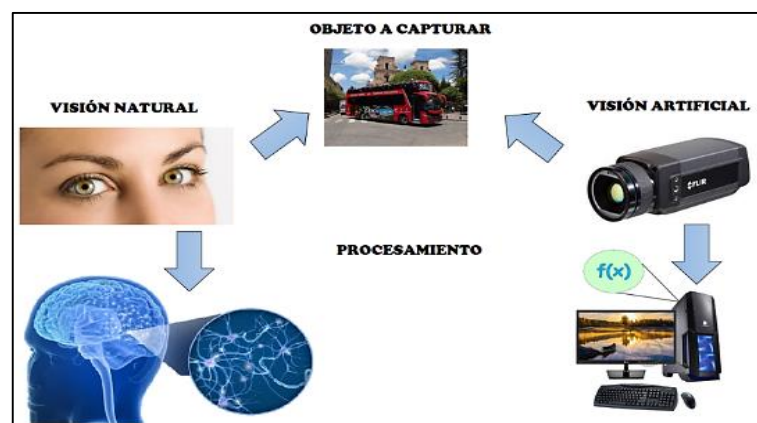 OBJETO A CAPTURAR
VISIÓN NATURAL
VISIÓN ARTIFICIAL
FLIR
PROCESAMIENTO
f(x)